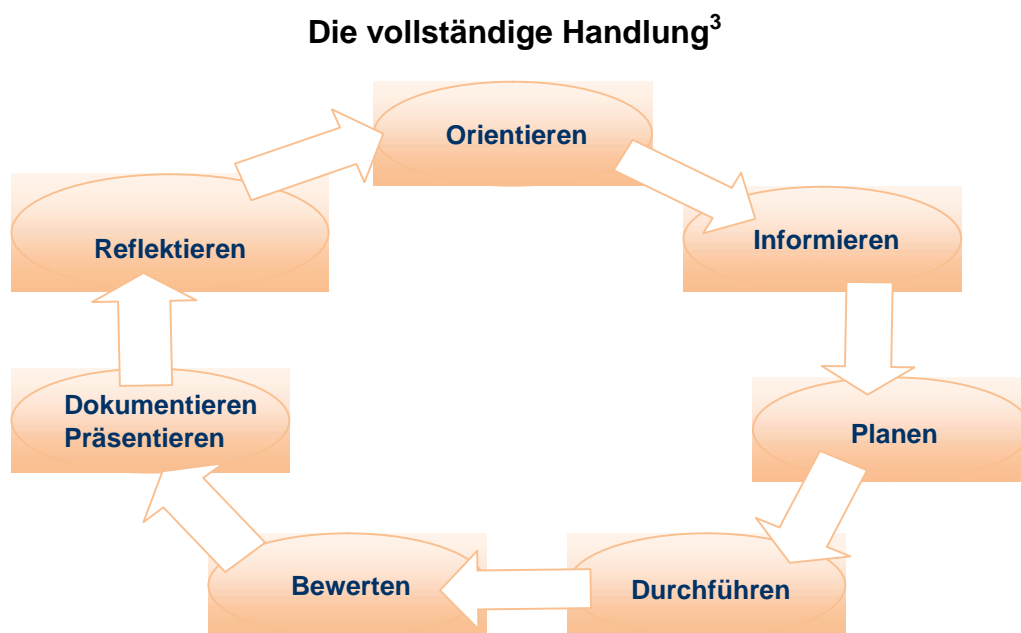 Die vollständige Handlung³
Orientieren
Informieren
Planen
Durchführen
Bewerten
Dokumentieren
Präsentieren
Reflektieren